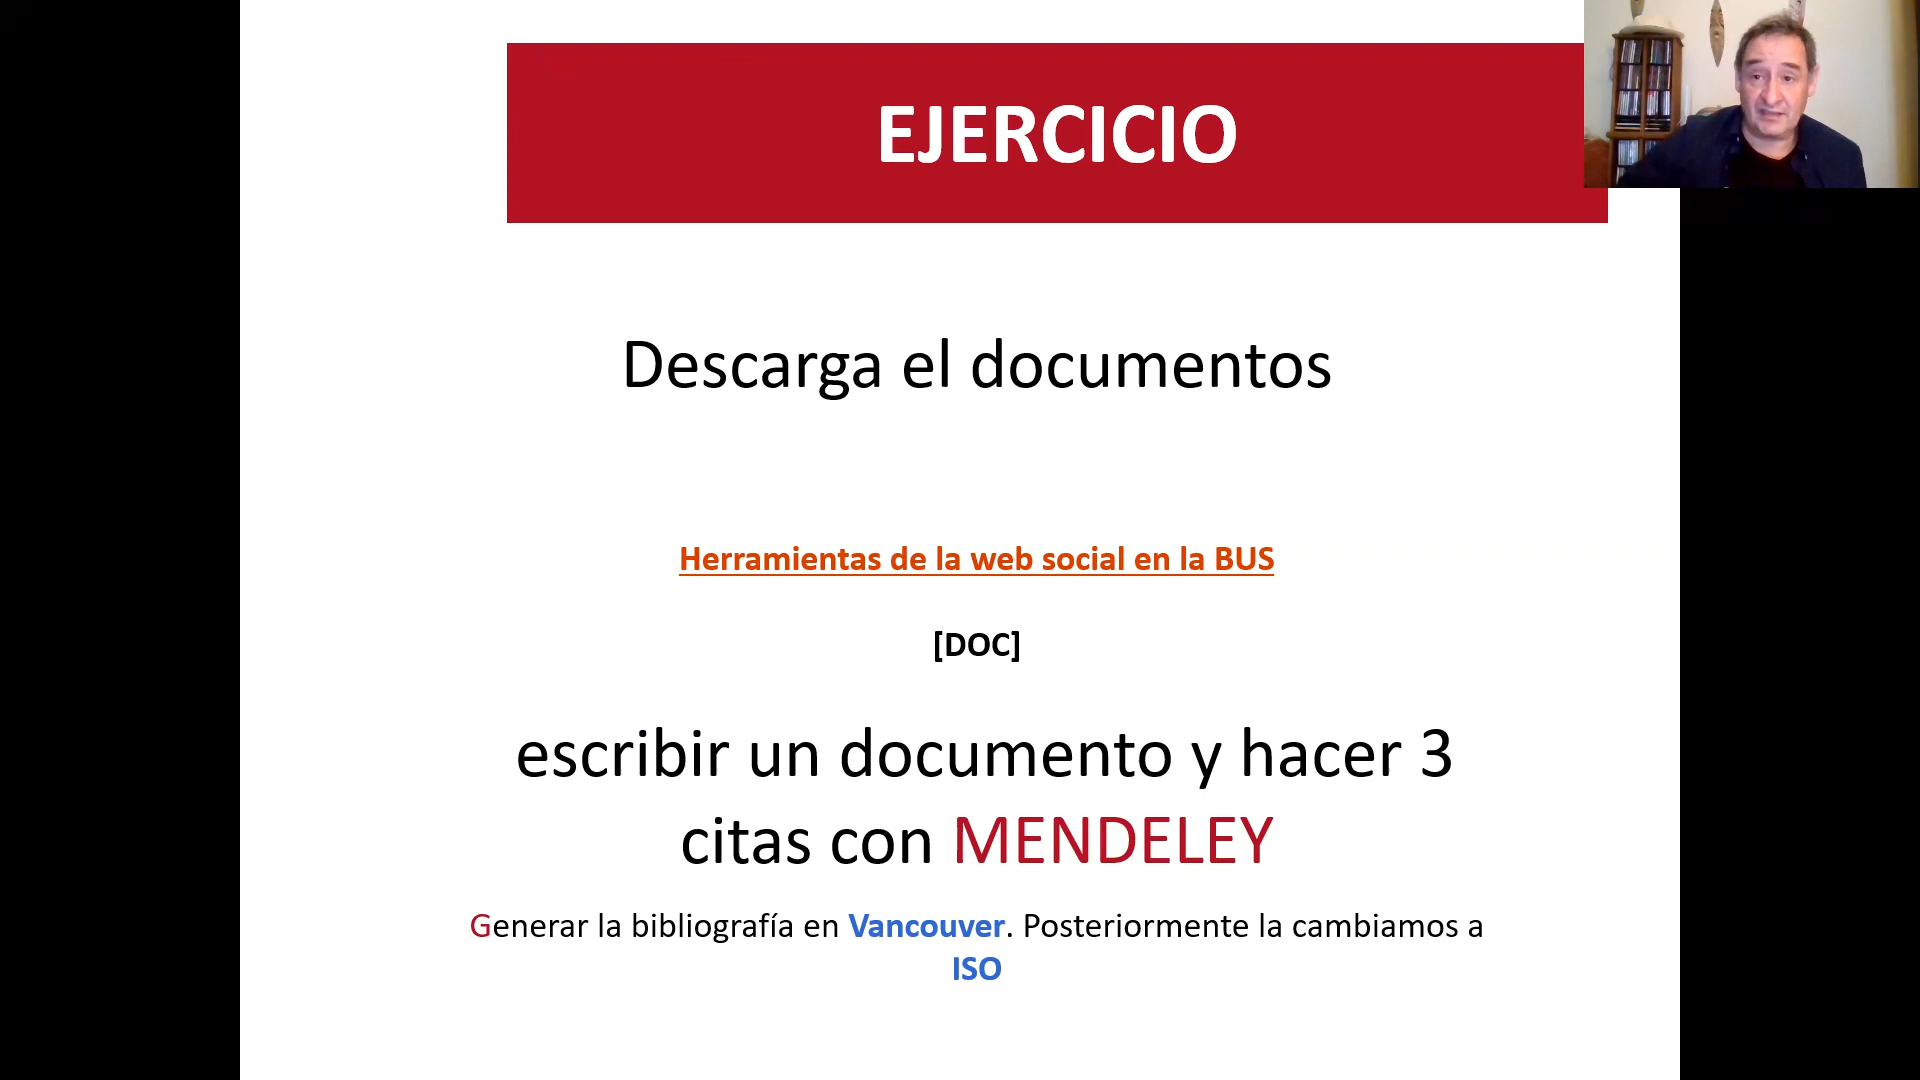 EJERCICIO
Descarga el documentos
Herramientas de la web social en la BUS
[DOC]
escribir un documento y hacer 3
citas con MENDELEY
Generar la bibliografía en Vancouver. Posteriormente la cambiamos a
ISO